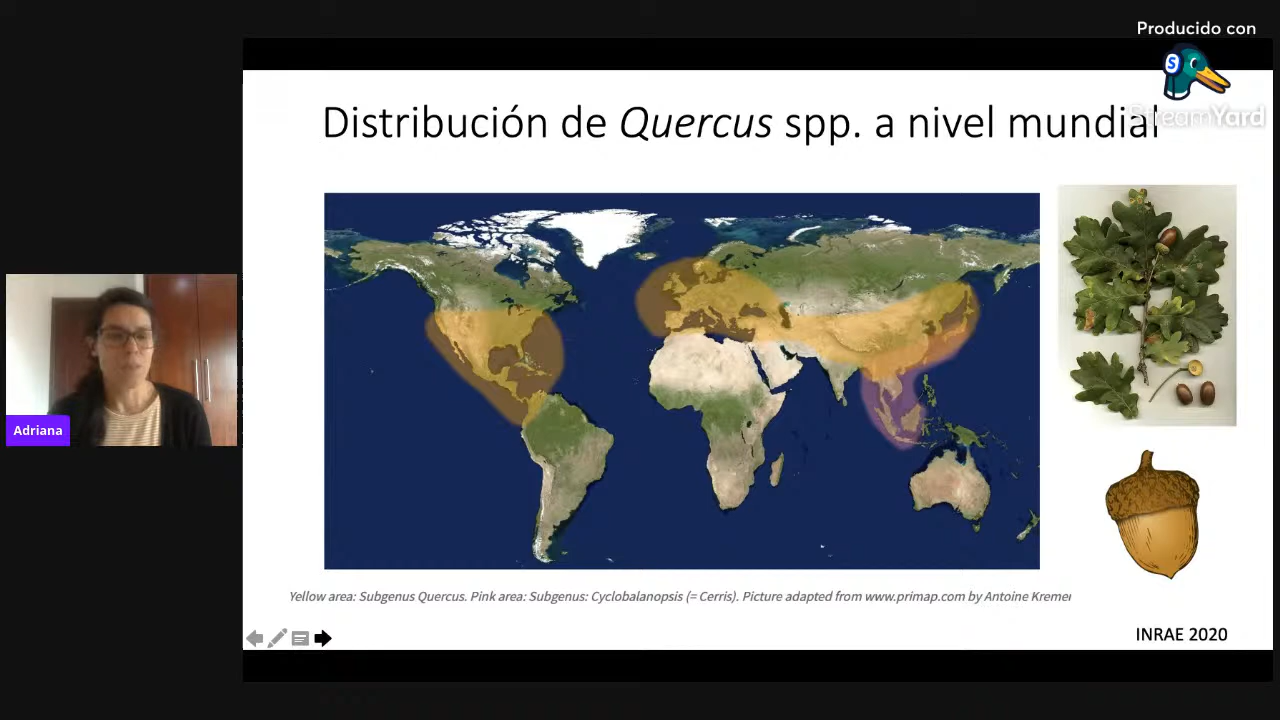 Producido con
StreamYard
Distribución de Quercus spp. a nivel mundial
Adriana
Yellow area: Subgenus Quercus. Pink area: Subgenus: Cyclobalanopsis (= Cerris). Picture adapted from www.primap.com by Antoine Kremer
INRAE 2020